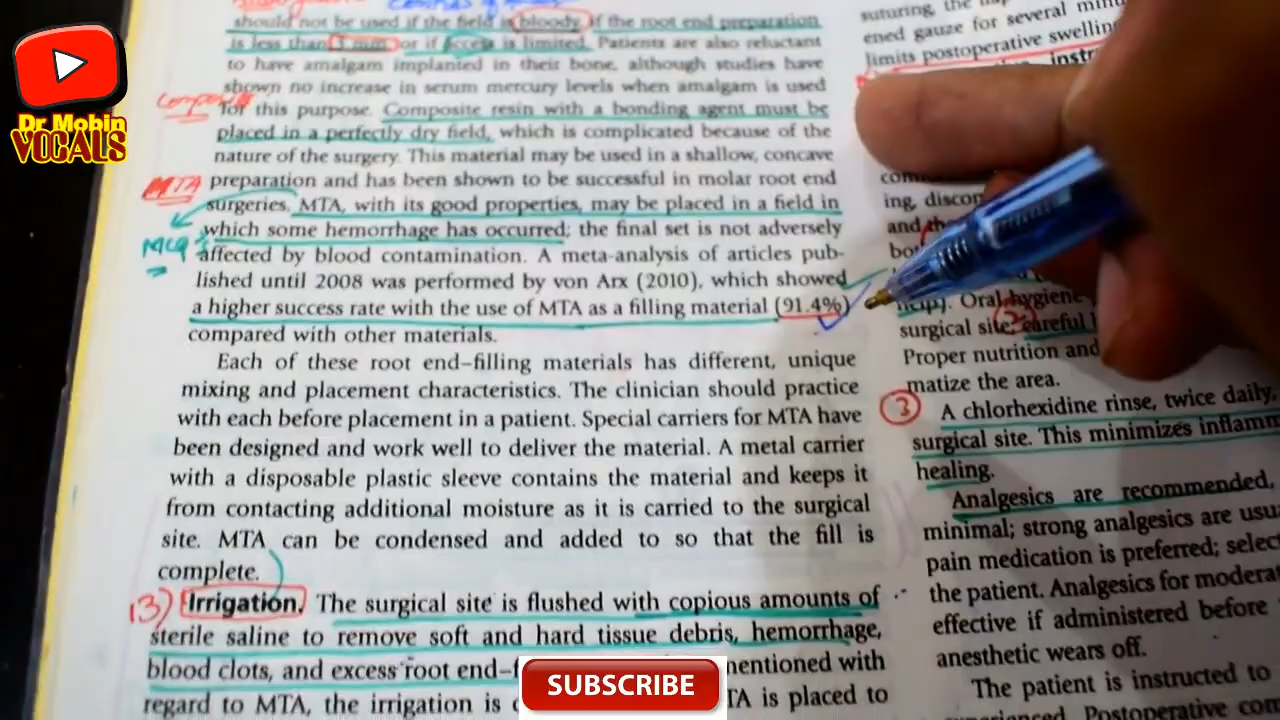 Dr Mobin
VOCALS
should not be used if the field is bloody, if the root end preparation
is less than 3 mm, or if access is limited. Patients are also reluctant
to have amalgam implanted in their bone, although studies have
shown no increase in serum mercury levels when amalgam is used
for this purpose. Composite resin with a bonding agent must be
placed in a perfectly dry field, which is complicated because of the
nature of the surgery. This material may be used in a shallow, concave
MTA preparation and has been shown to be successful in molar root end
surgeries. MTA, with its good properties, may be placed in a field in
which some hemorrhage has occurred; the final set is not adversely
MCQ affected by blood contamination. A meta-analysis of articles pub-
lished until 2008 was performed by von Arx (2010), which showed
a higher success rate with the use of MTA as a filling material (91.4%)
compared with other materials.
Each of these root end–filling materials has different, unique
mixing and placement characteristics. The clinician should practice
with each before placement in a patient. Special carriers for MTA have
been designed and work well to deliver the material. A metal carrier
with a disposable plastic sleeve contains the material and keeps it
from contacting additional moisture as it is carried to the surgical
site. MTA can be condensed and added to so that the fill is
complete.
13) Irrigation. The surgical site is flushed with copious amounts of
sterile saline to remove soft and hard tissue debris, hemorrhage,
blood clots, and excess root end– mentioned with
regard to MTA, the irrigation is TA is placed to
suturing, the
ened gauze for several
limits postoperative swelling
ing,
and
Oral hygiene
surgical site; careful
Proper nutrition and
matize the area.
3 A chlorhexidine rinse, twice daily,
surgical site. This minimizes
healing.
Analgesics are recommended,
minimal; strong analgesics are
pain medication is preferred;
the patient. Analgesics for
effective if administered before
anesthetic wears off.
The patient is instructed to
Postoperative
SUBSCRIBE